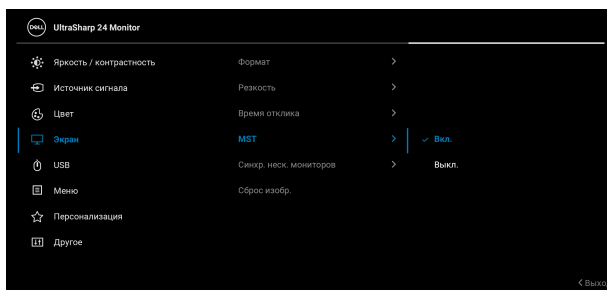 DELL UltraSharp 24 Monitor
Яркость / контрастность Формат
Источник сигнала Резкость
Цвет Время отклика
Экран MST Вкл.
USB Синхр. неск. мониторов Выкл.
Меню Сброс изобр.
Персонализация
Другое
Выхо